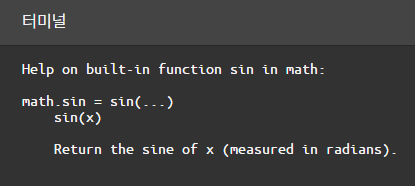 터미널
Help on built-in function sin in math:
math.sin = sin(...)
    sin(x)
    Return the sine of x (measured in radians).